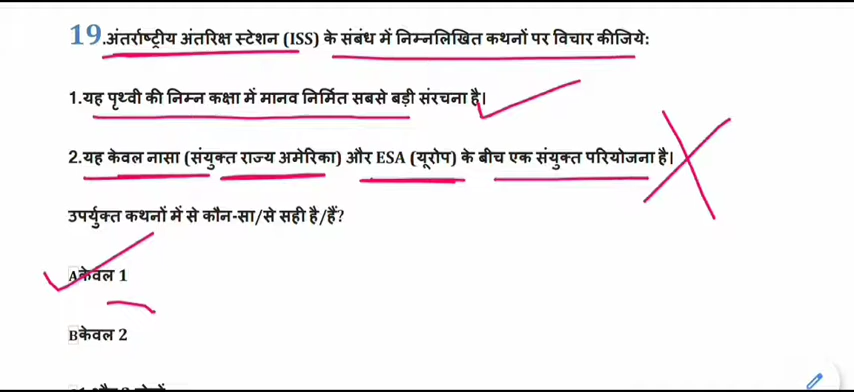 19.अंतर्राष्ट्रीय अंतरिक्ष स्टेशन (ISS) के संबंध में निम्नलिखित कथनों पर विचार कीजिये:
1.यह पृथ्वी की निम्न कक्षा में मानव निर्मित सबसे बड़ी संरचना है।
2.यह केवल नासा (संयुक्त राज्य अमेरिका) और ESA (यूरोप) के बीच एक संयुक्त परियोजना है।
उपर्युक्त कथनों में से कौन-सा/से सही है/हैं?
Aकेवल 1
Bकेवल 2